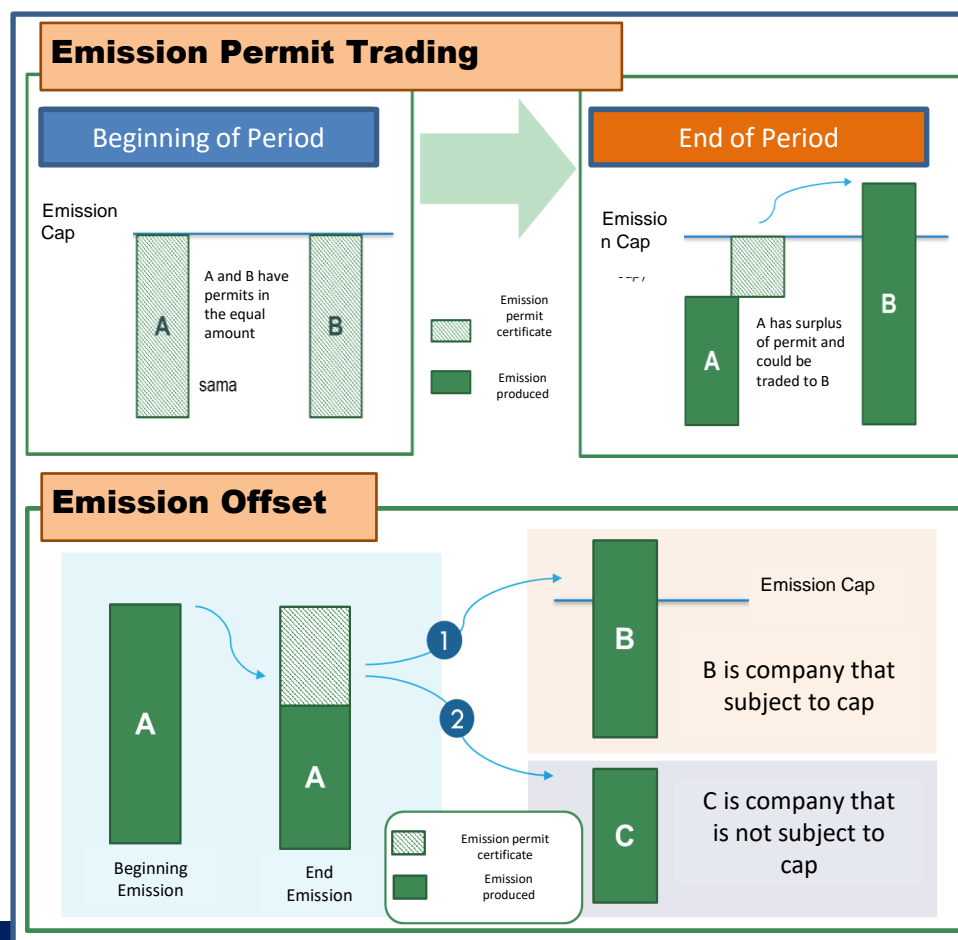 Emission Permit Trading
Beginning of Period
End of Period
Emission
Cap
A and B have
permits in
the equal
amount
sama
A
B
Emission
permit
certificate
Emission
produced
Emissio
n Cap
A
B
A has surplus
of permit and
could be
traded to B
Emission Offset
A
Beginning
Emission
A
End
Emission
1
2
B
Emission Cap
B is company that
subject to cap
C
C is company that
is not subject to
cap
Emission permit
certificate
Emission
produced